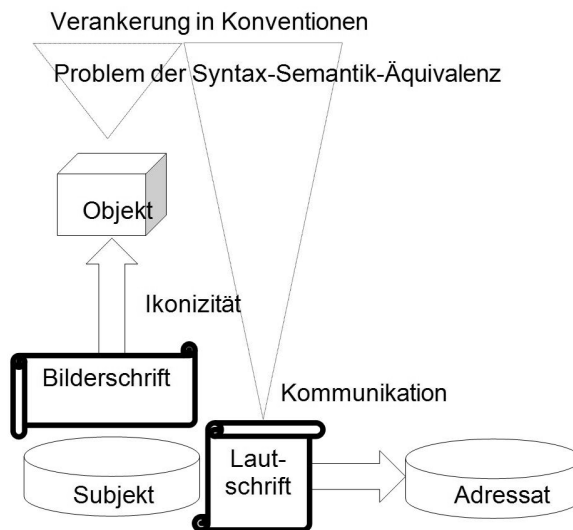 Verankerung in Konventionen
Problem der Syntax-Semantik-Äquivalenz
Objekt
Ikonizität
Bilderschrift
Kommunikation
Subjekt
Laut-
schrift
Adressat